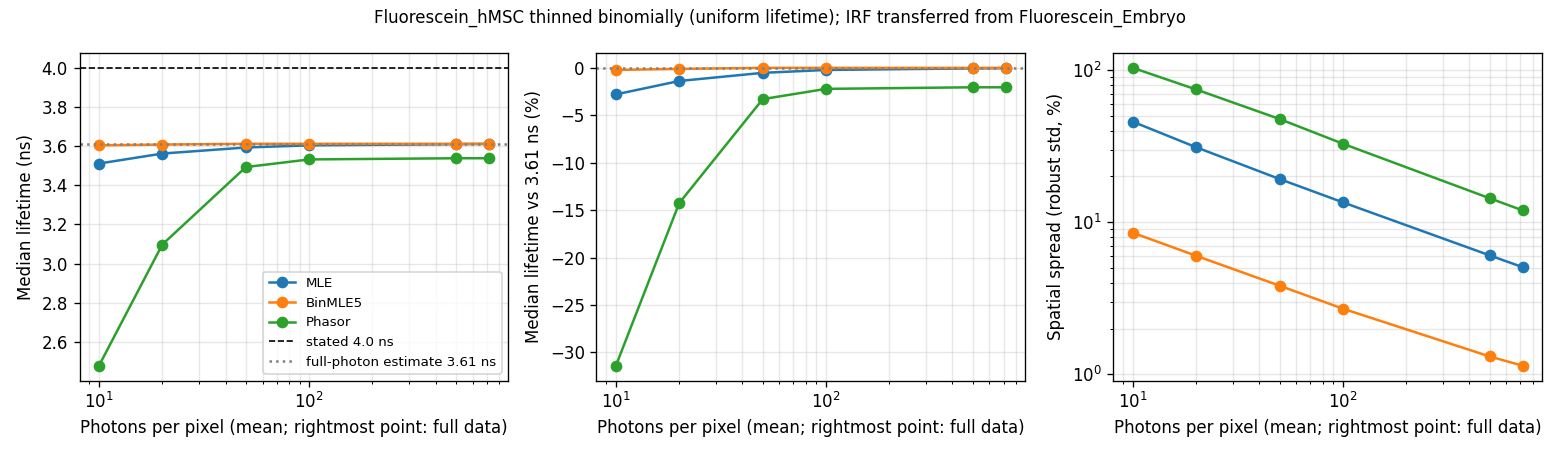 Fluorescein_hMSC thinned binomially (uniform lifetime); IRF transferred from Fluorescein_Embryo
Median lifetime (ns)
4.0
3.8
3.6
3.4
3.2
3.0
2.8
2.6
10¹
10²
Photons per pixel (mean; rightmost point: full data)
MLE
BinMLE5
Phasor
stated 4.0 ns
full-photon estimate 3.61 ns
Median lifetime vs 3.61 ns (%)
0
−5
−10
−15
−20
−25
−30
10¹
10²
Photons per pixel (mean; rightmost point: full data)
Spatial spread (robust std, %)
10²
10¹
10⁰
10¹
10²
Photons per pixel (mean; rightmost point: full data)